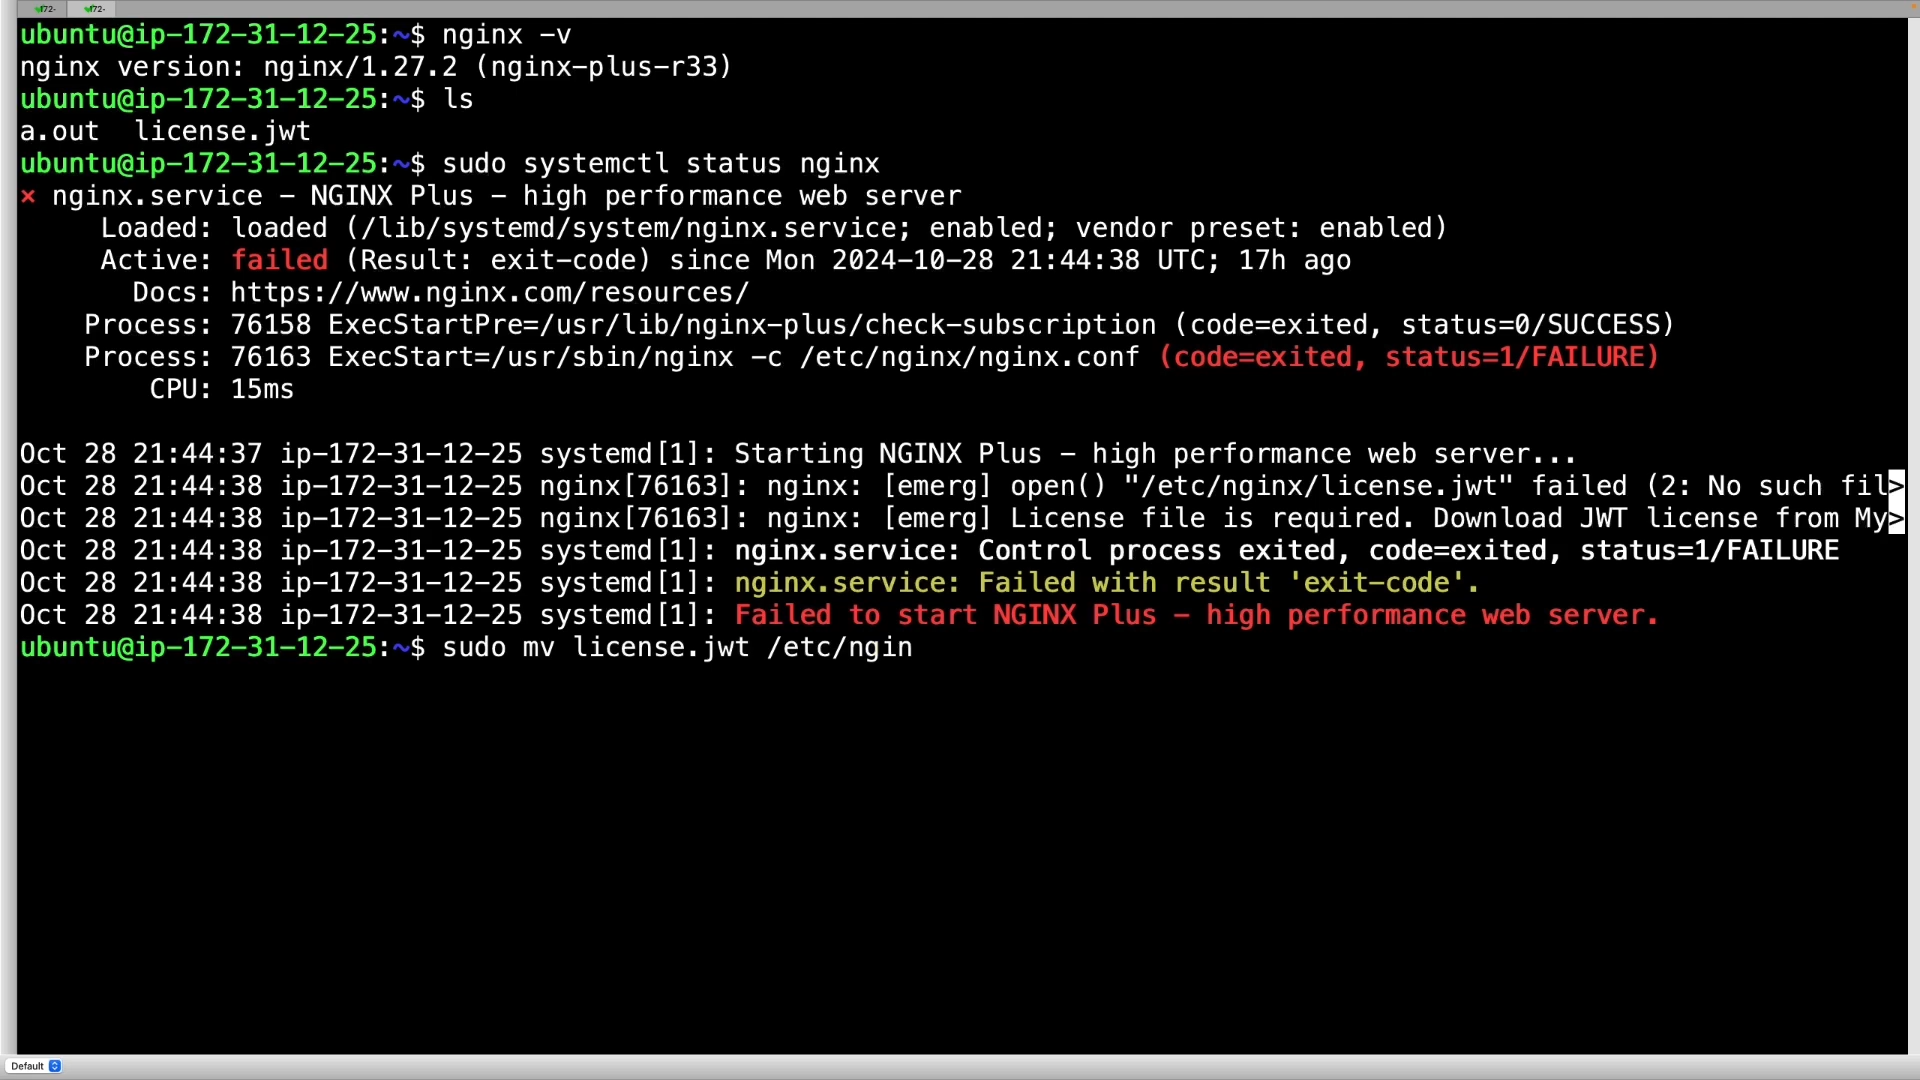 172-
172-
ubuntu@ip-172-31-12-25:~$ nginx -v
nginx version: nginx/1.27.2 (nginx-plus-r33)
ubuntu@ip-172-31-12-25:~$ ls
a.out  license.jwt
ubuntu@ip-172-31-12-25:~$ sudo systemctl status nginx
× nginx.service - NGINX Plus - high performance web server
     Loaded: loaded (/lib/systemd/system/nginx.service; enabled; vendor preset: enabled)
     Active: failed (Result: exit-code) since Mon 2024-10-28 21:44:38 UTC; 17h ago
       Docs: https://www.nginx.com/resources/
    Process: 76158 ExecStartPre=/usr/lib/nginx-plus/check-subscription (code=exited, status=0/SUCCESS)
    Process: 76163 ExecStart=/usr/sbin/nginx -c /etc/nginx/nginx.conf (code=exited, status=1/FAILURE)
        CPU: 15ms
Oct 28 21:44:37 ip-172-31-12-25 systemd[1]: Starting NGINX Plus - high performance web server...
Oct 28 21:44:38 ip-172-31-12-25 nginx[76163]: nginx: [emerg] open() "/etc/nginx/license.jwt" failed (2: No such fil>
Oct 28 21:44:38 ip-172-31-12-25 nginx[76163]: nginx: [emerg] License file is required. Download JWT license from My>
Oct 28 21:44:38 ip-172-31-12-25 systemd[1]: nginx.service: Control process exited, code=exited, status=1/FAILURE
Oct 28 21:44:38 ip-172-31-12-25 systemd[1]: nginx.service: Failed with result 'exit-code'.
Oct 28 21:44:38 ip-172-31-12-25 systemd[1]: Failed to start NGINX Plus - high performance web server.
ubuntu@ip-172-31-12-25:~$ sudo mv license.jwt /etc/ngin
Default